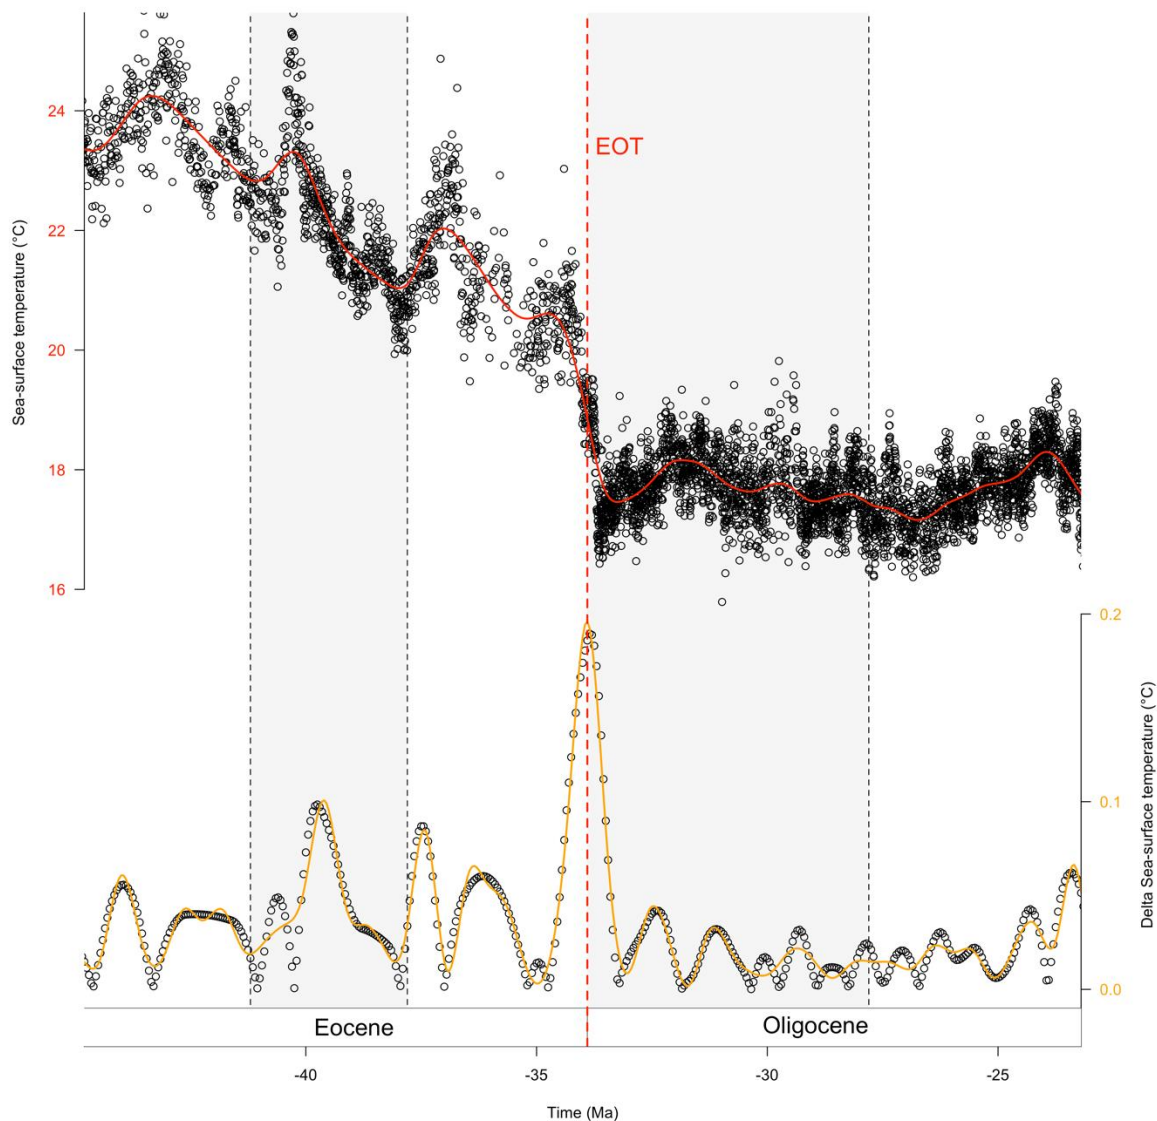 24
22
20
18
16
Sea-surface temperature (°C)
EOT
0.2
0.1
0.0
Delta Sea-surface temperature (°C)
Eocene
Oligocene
-40
-35
-30
-25
Time (Ma)